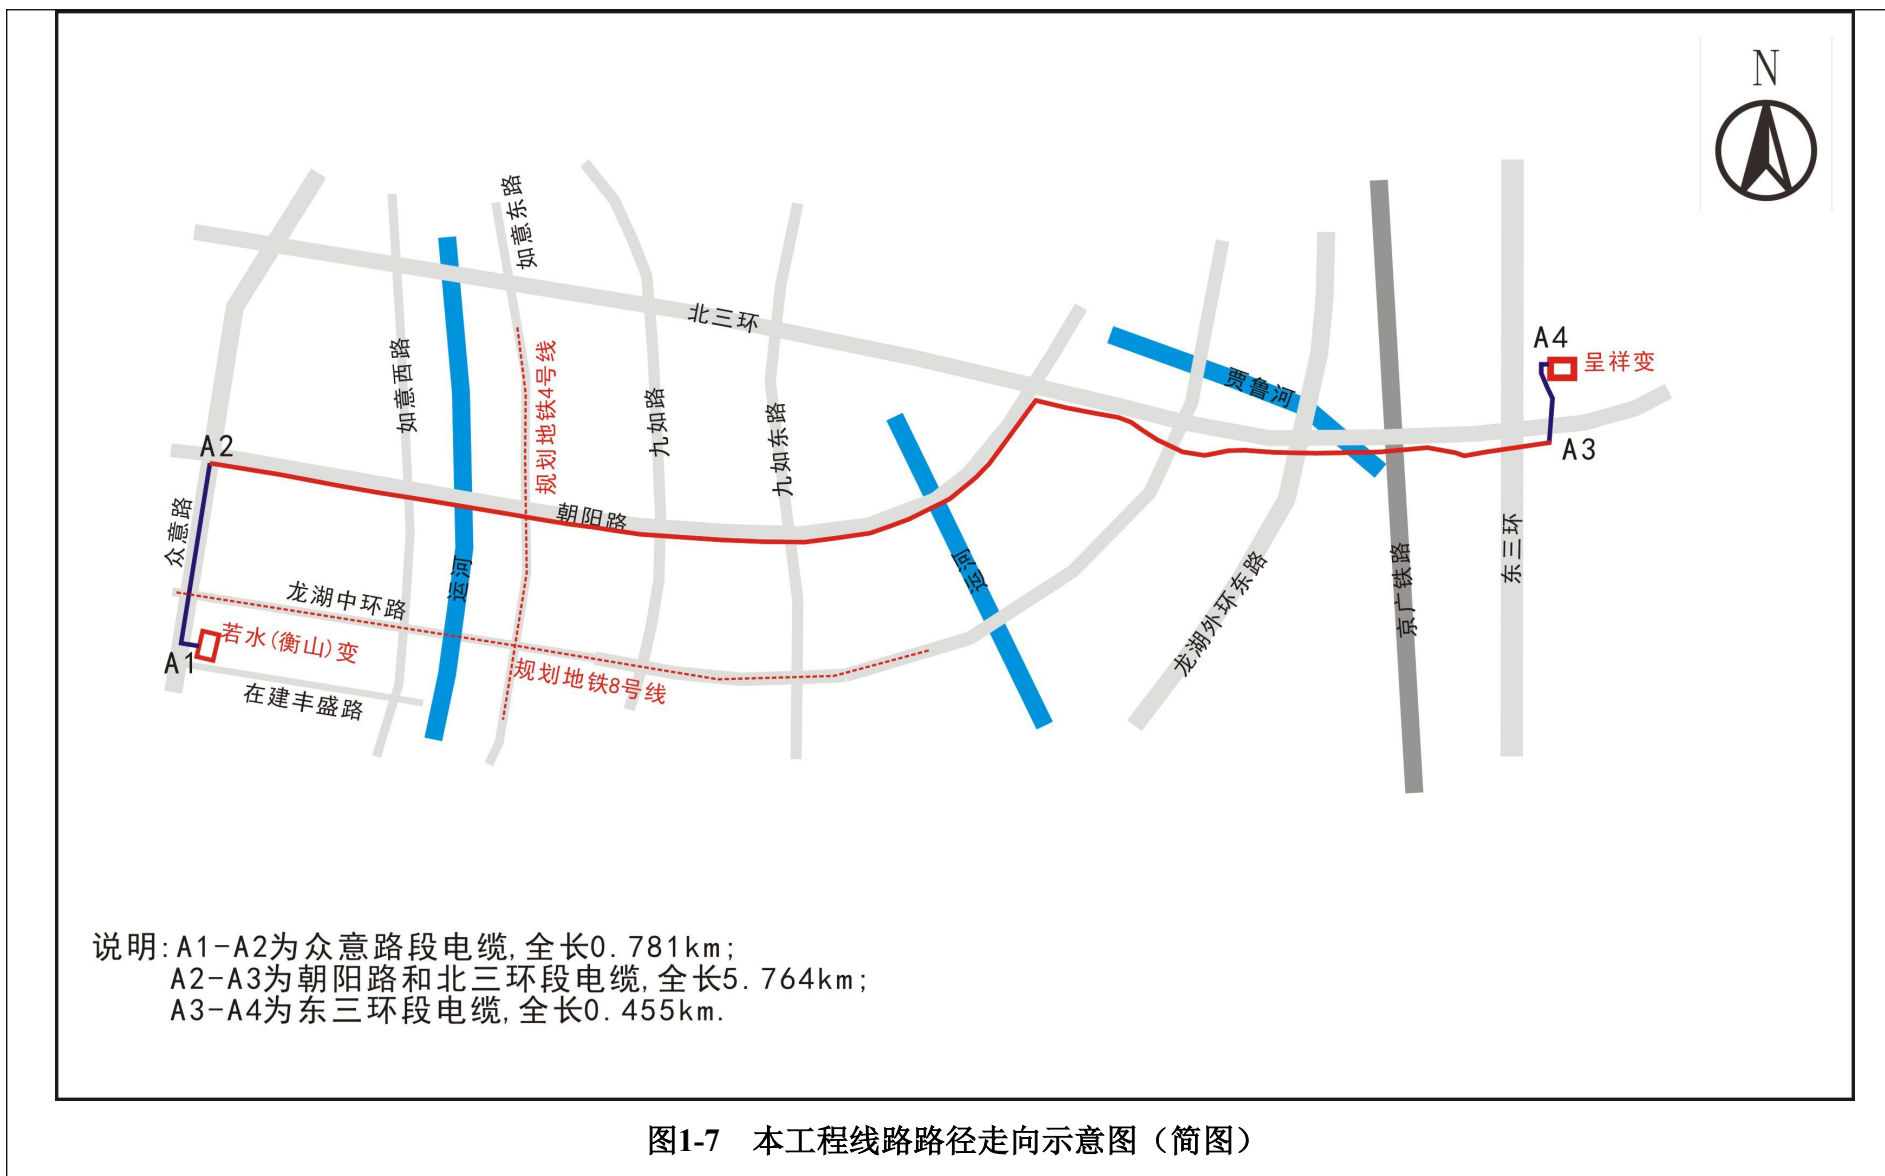 N
如意东路
北三环
A4
呈祥变
如意西路
规划地铁4号线
九如路
九如东路
贾鲁河
A2
A3
众意路
朝阳路
运河
运河
龙湖中环路
龙湖外环东路
京广铁路
东三环
若水(衡山)变
A1
规划地铁8号线
在建丰盛路
说明:A1-A2为众意路段电缆,全长0.781km;
A2-A3为朝阳路和北三环段电缆,全长5.764km;
A3-A4为东三环段电缆,全长0.455km.
图1-7 本工程线路路径走向示意图（简图）